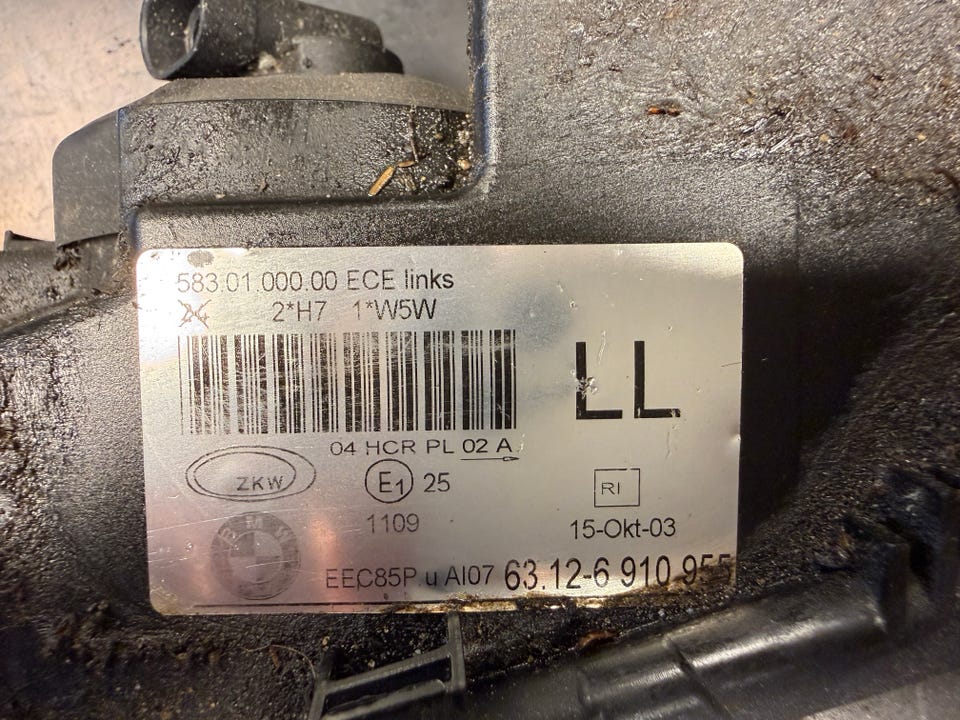 583.01.000.00 ECE links
2*H7 1*W5W
LL
04 HCR PL 02 A
ZKW
E1 25
RI
1109
15-Okt-03
BMW
EEC85P u AI07 63.12-6 910 955